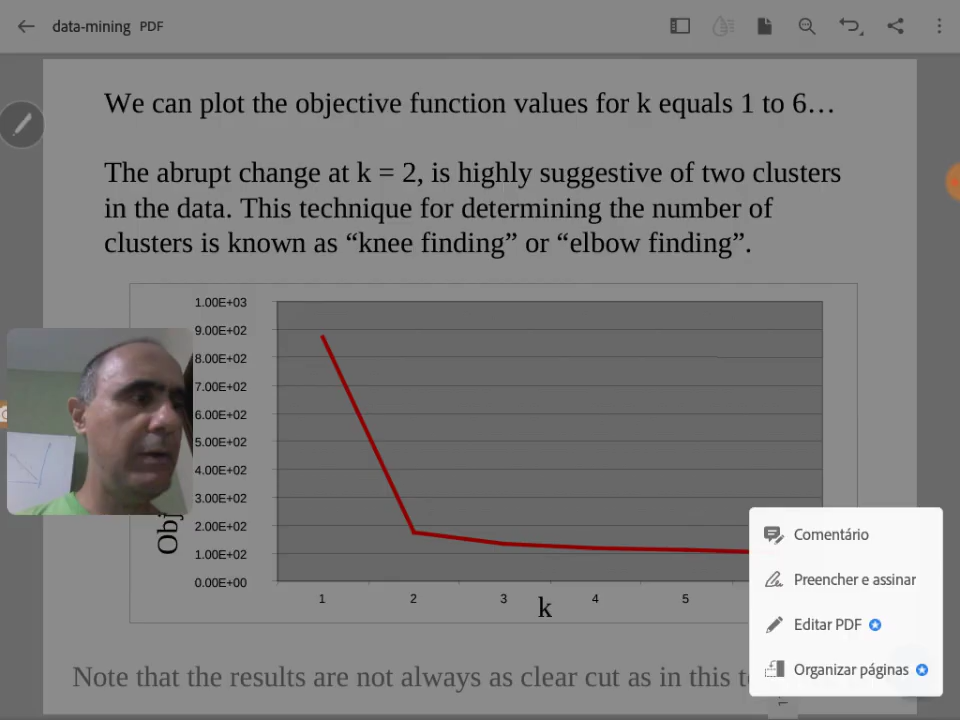 data-mining PDF
We can plot the objective function values for k equals 1 to 6…
The abrupt change at k = 2, is highly suggestive of two clusters
in the data. This technique for determining the number of
clusters is known as “knee finding” or “elbow finding”.
1.00E+03
9.00E+02
8.00E+02
7.00E+02
6.00E+02
5.00E+02
4.00E+02
3.00E+02
2.00E+02
1.00E+02
0.00E+00
Obj
1 2 3 4 5
k
Comentário
Preencher e assinar
Editar PDF
Organizar páginas
Note that the results are not always as clear cut as in this